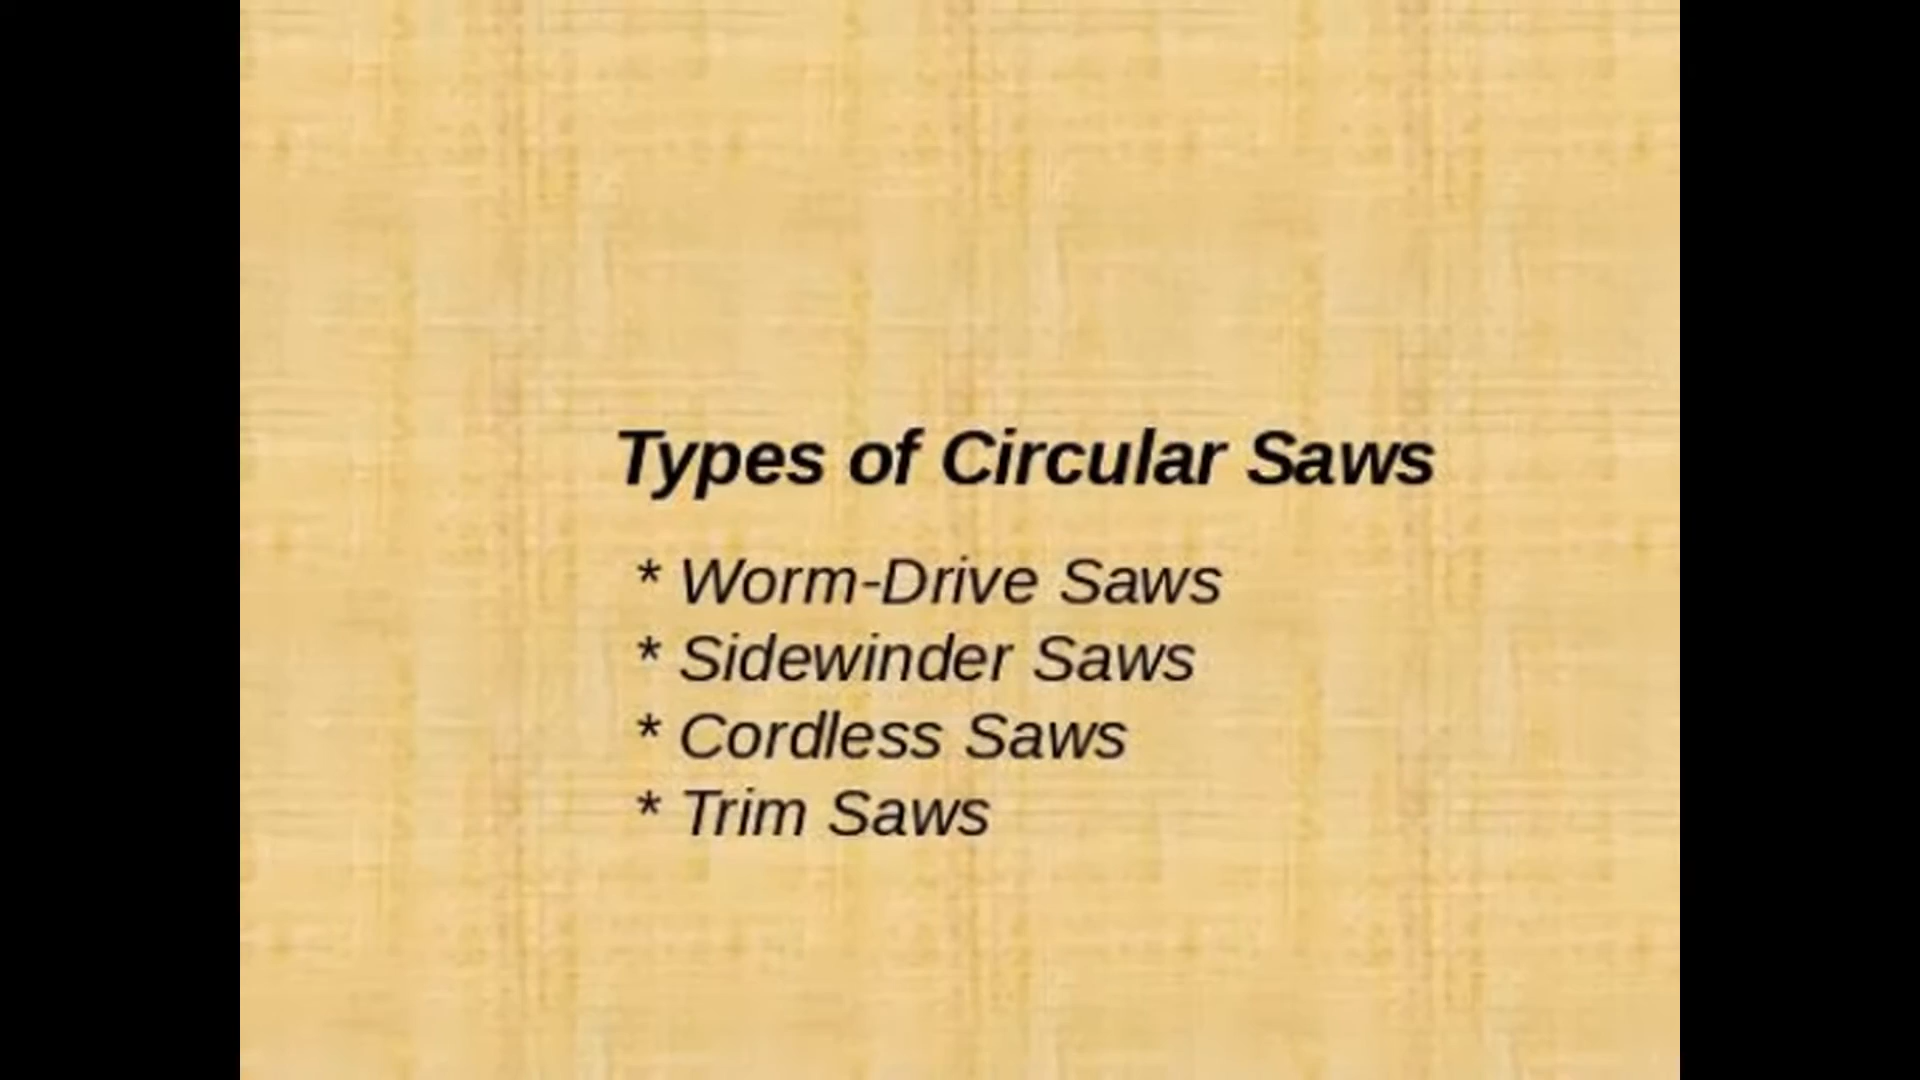 Types of Circular Saws
* Worm-Drive Saws
* Sidewinder Saws
* Cordless Saws
* Trim Saws